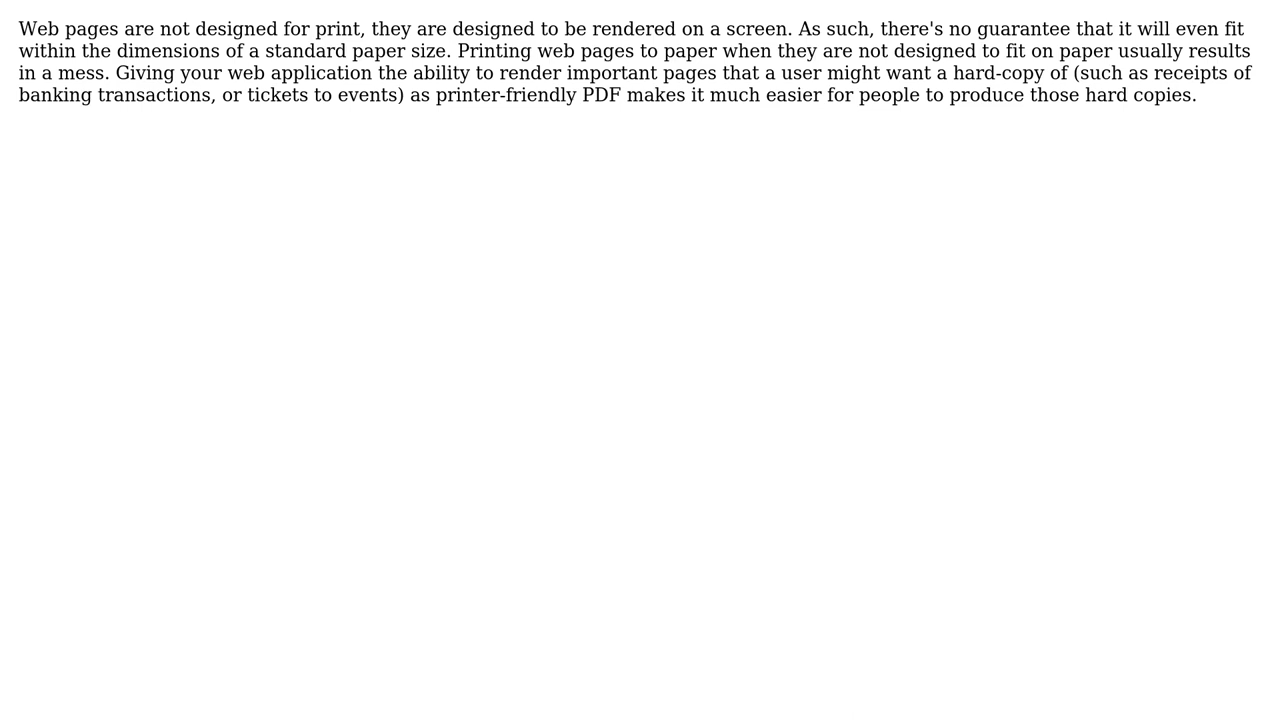 Web pages are not designed for print, they are designed to be rendered on a screen. As such, there's no guarantee that it will even fit
within the dimensions of a standard paper size. Printing web pages to paper when they are not designed to fit on paper usually results
in a mess. Giving your web application the ability to render important pages that a user might want a hard-copy of (such as receipts of
banking transactions, or tickets to events) as printer-friendly PDF makes it much easier for people to produce those hard copies.